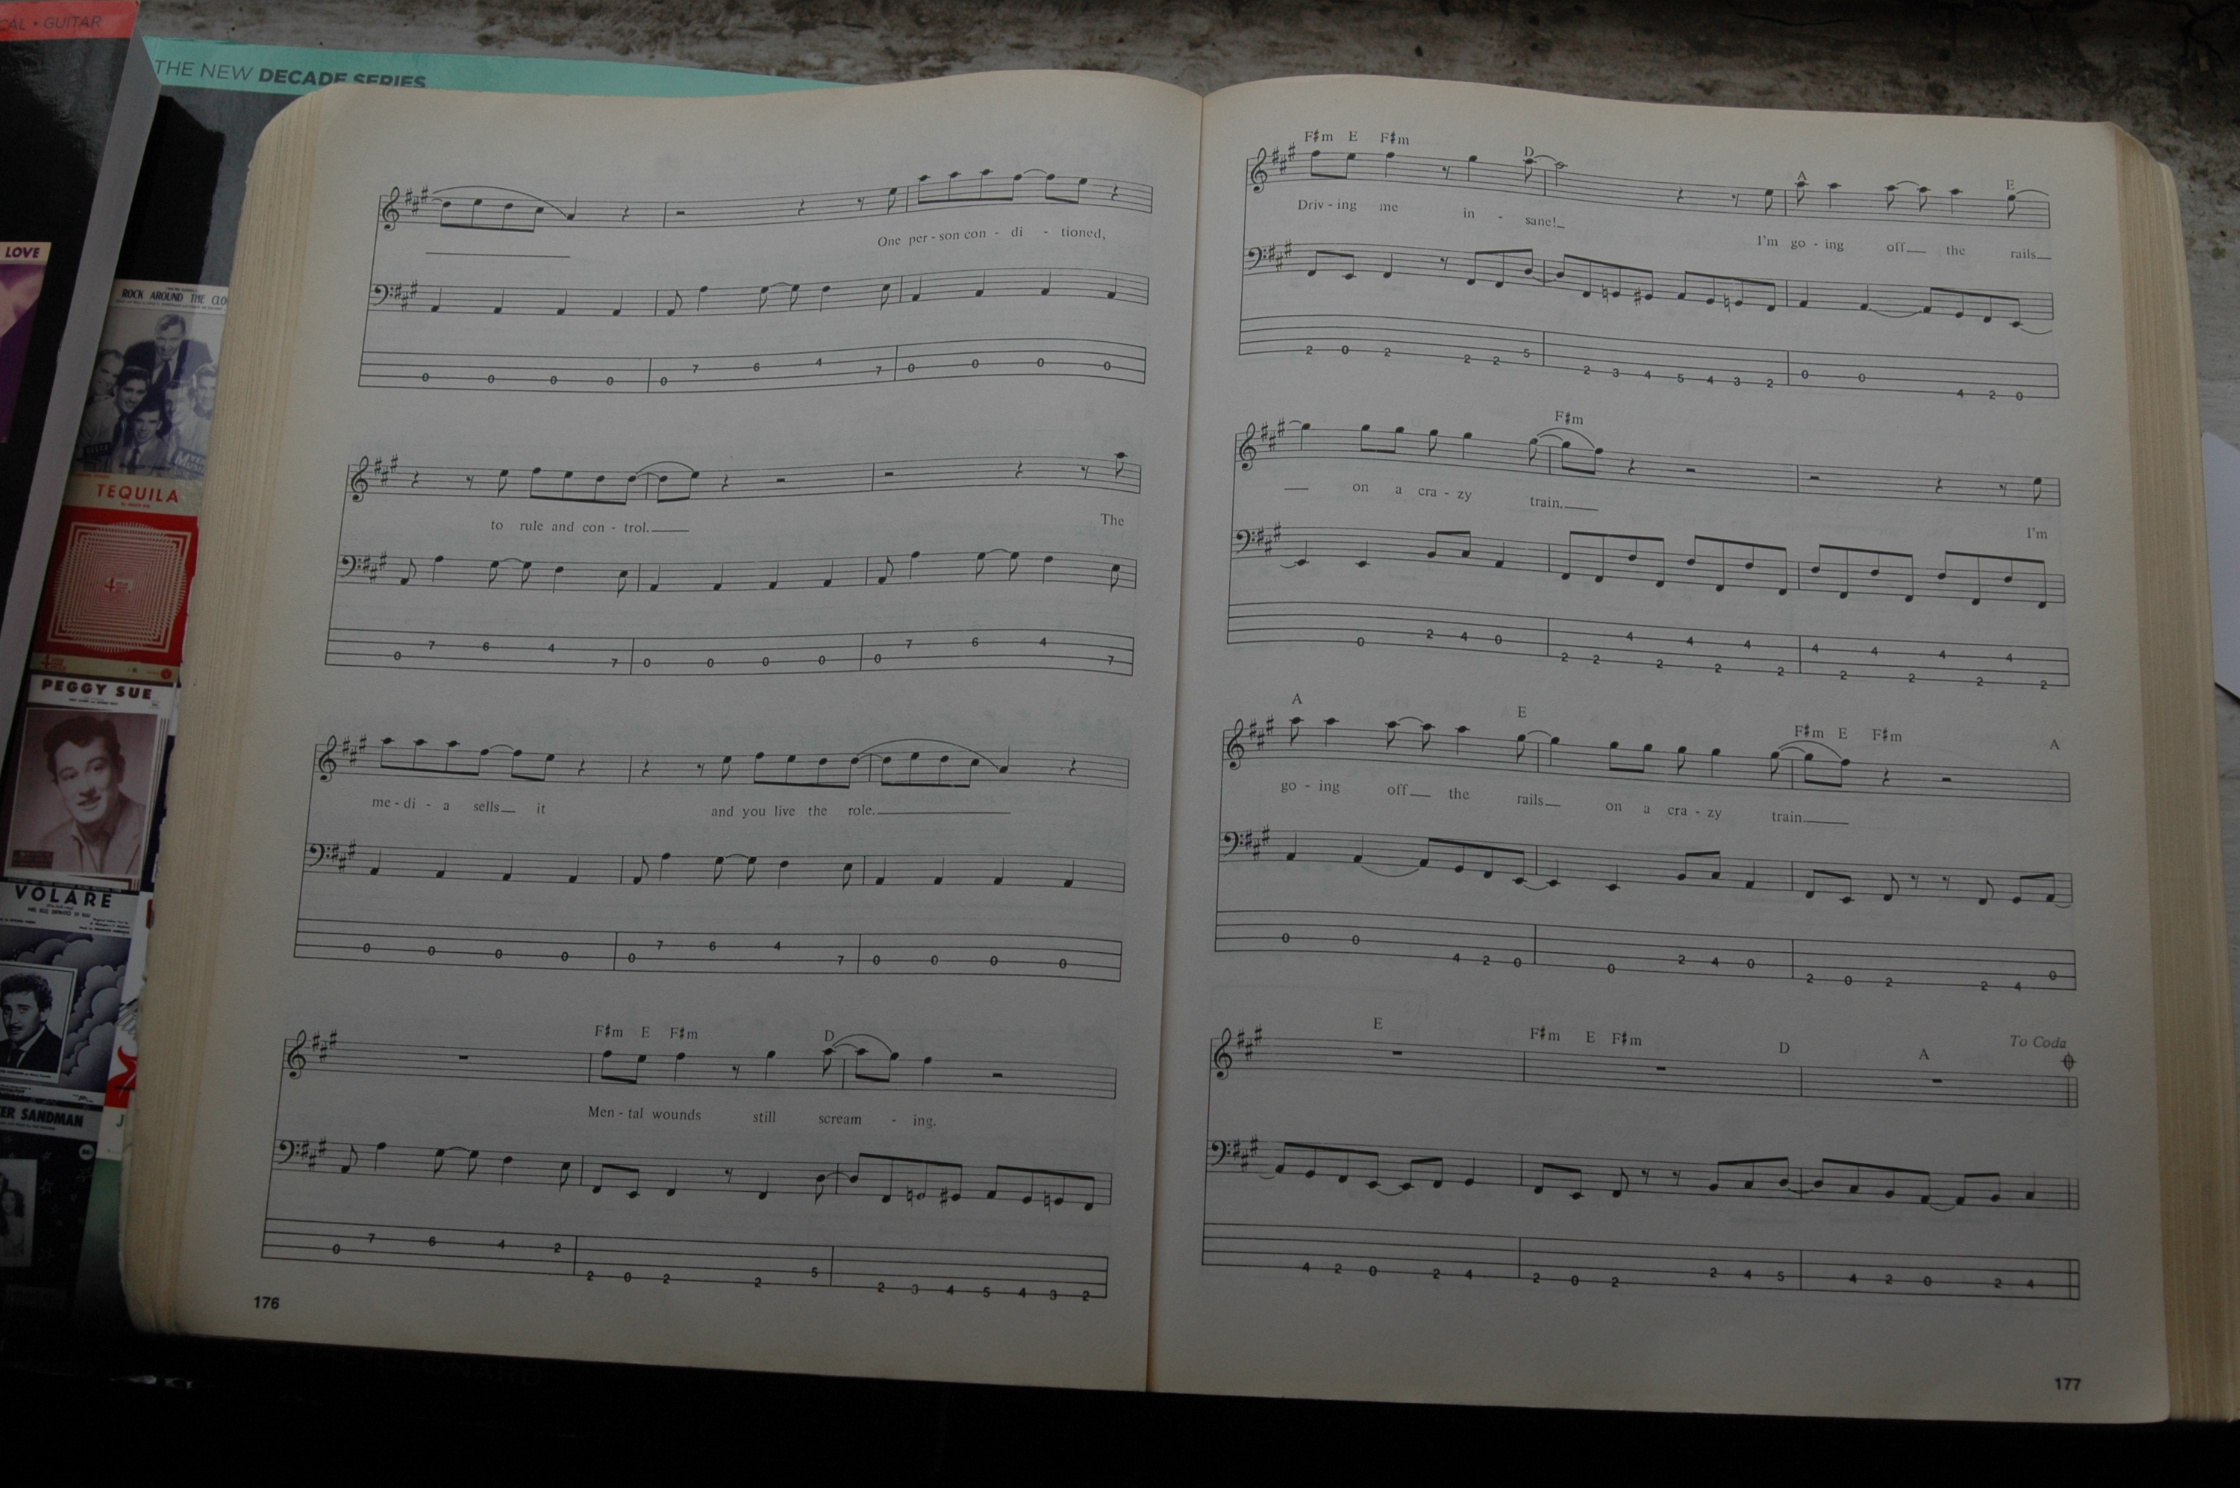 CAL • GUITAR
THE NEW DECADE SERIES
LOVE
ROCK AROUND THE CLO
TEQUILA
PEGGY SUE
VOLARE
ER SANDMAN
One per - son con - di - tioned,
0 0 0 0 0 7 6 4 7 0 0 0 0
to rule and con - trol. The
0 7 6 4 7 0 0 0 0 0 7 6 4 7
me - di - a sells it and you live the role.
0 0 0 0 0 7 6 4 7 0 0 0 0
F♯m E F♯m D
Men - tal wounds still scream - ing.
0 7 6 4 2 2 0 2 2 5 2 3 4 5 4 3 2
176
F♯m E F♯m D A E
Driv - ing me in - sane! I'm go - ing off the rails
2 0 2 2 2 5 2 3 4 5 4 3 2 0 0 4 2 0
F♯m
on a cra - zy train. I'm
0 2 4 0 2 2 4 2 4 2 4 2 4 2 4 2 4 2 4 2
A E F♯m E F♯m A
go - ing off the rails on a cra - zy train.
0 0 4 2 0 0 2 4 0 2 0 2 2 4 0
E F♯m E F♯m D A To Coda
4 2 0 2 4 2 0 2 2 4 5 4 2 0 2 4
177